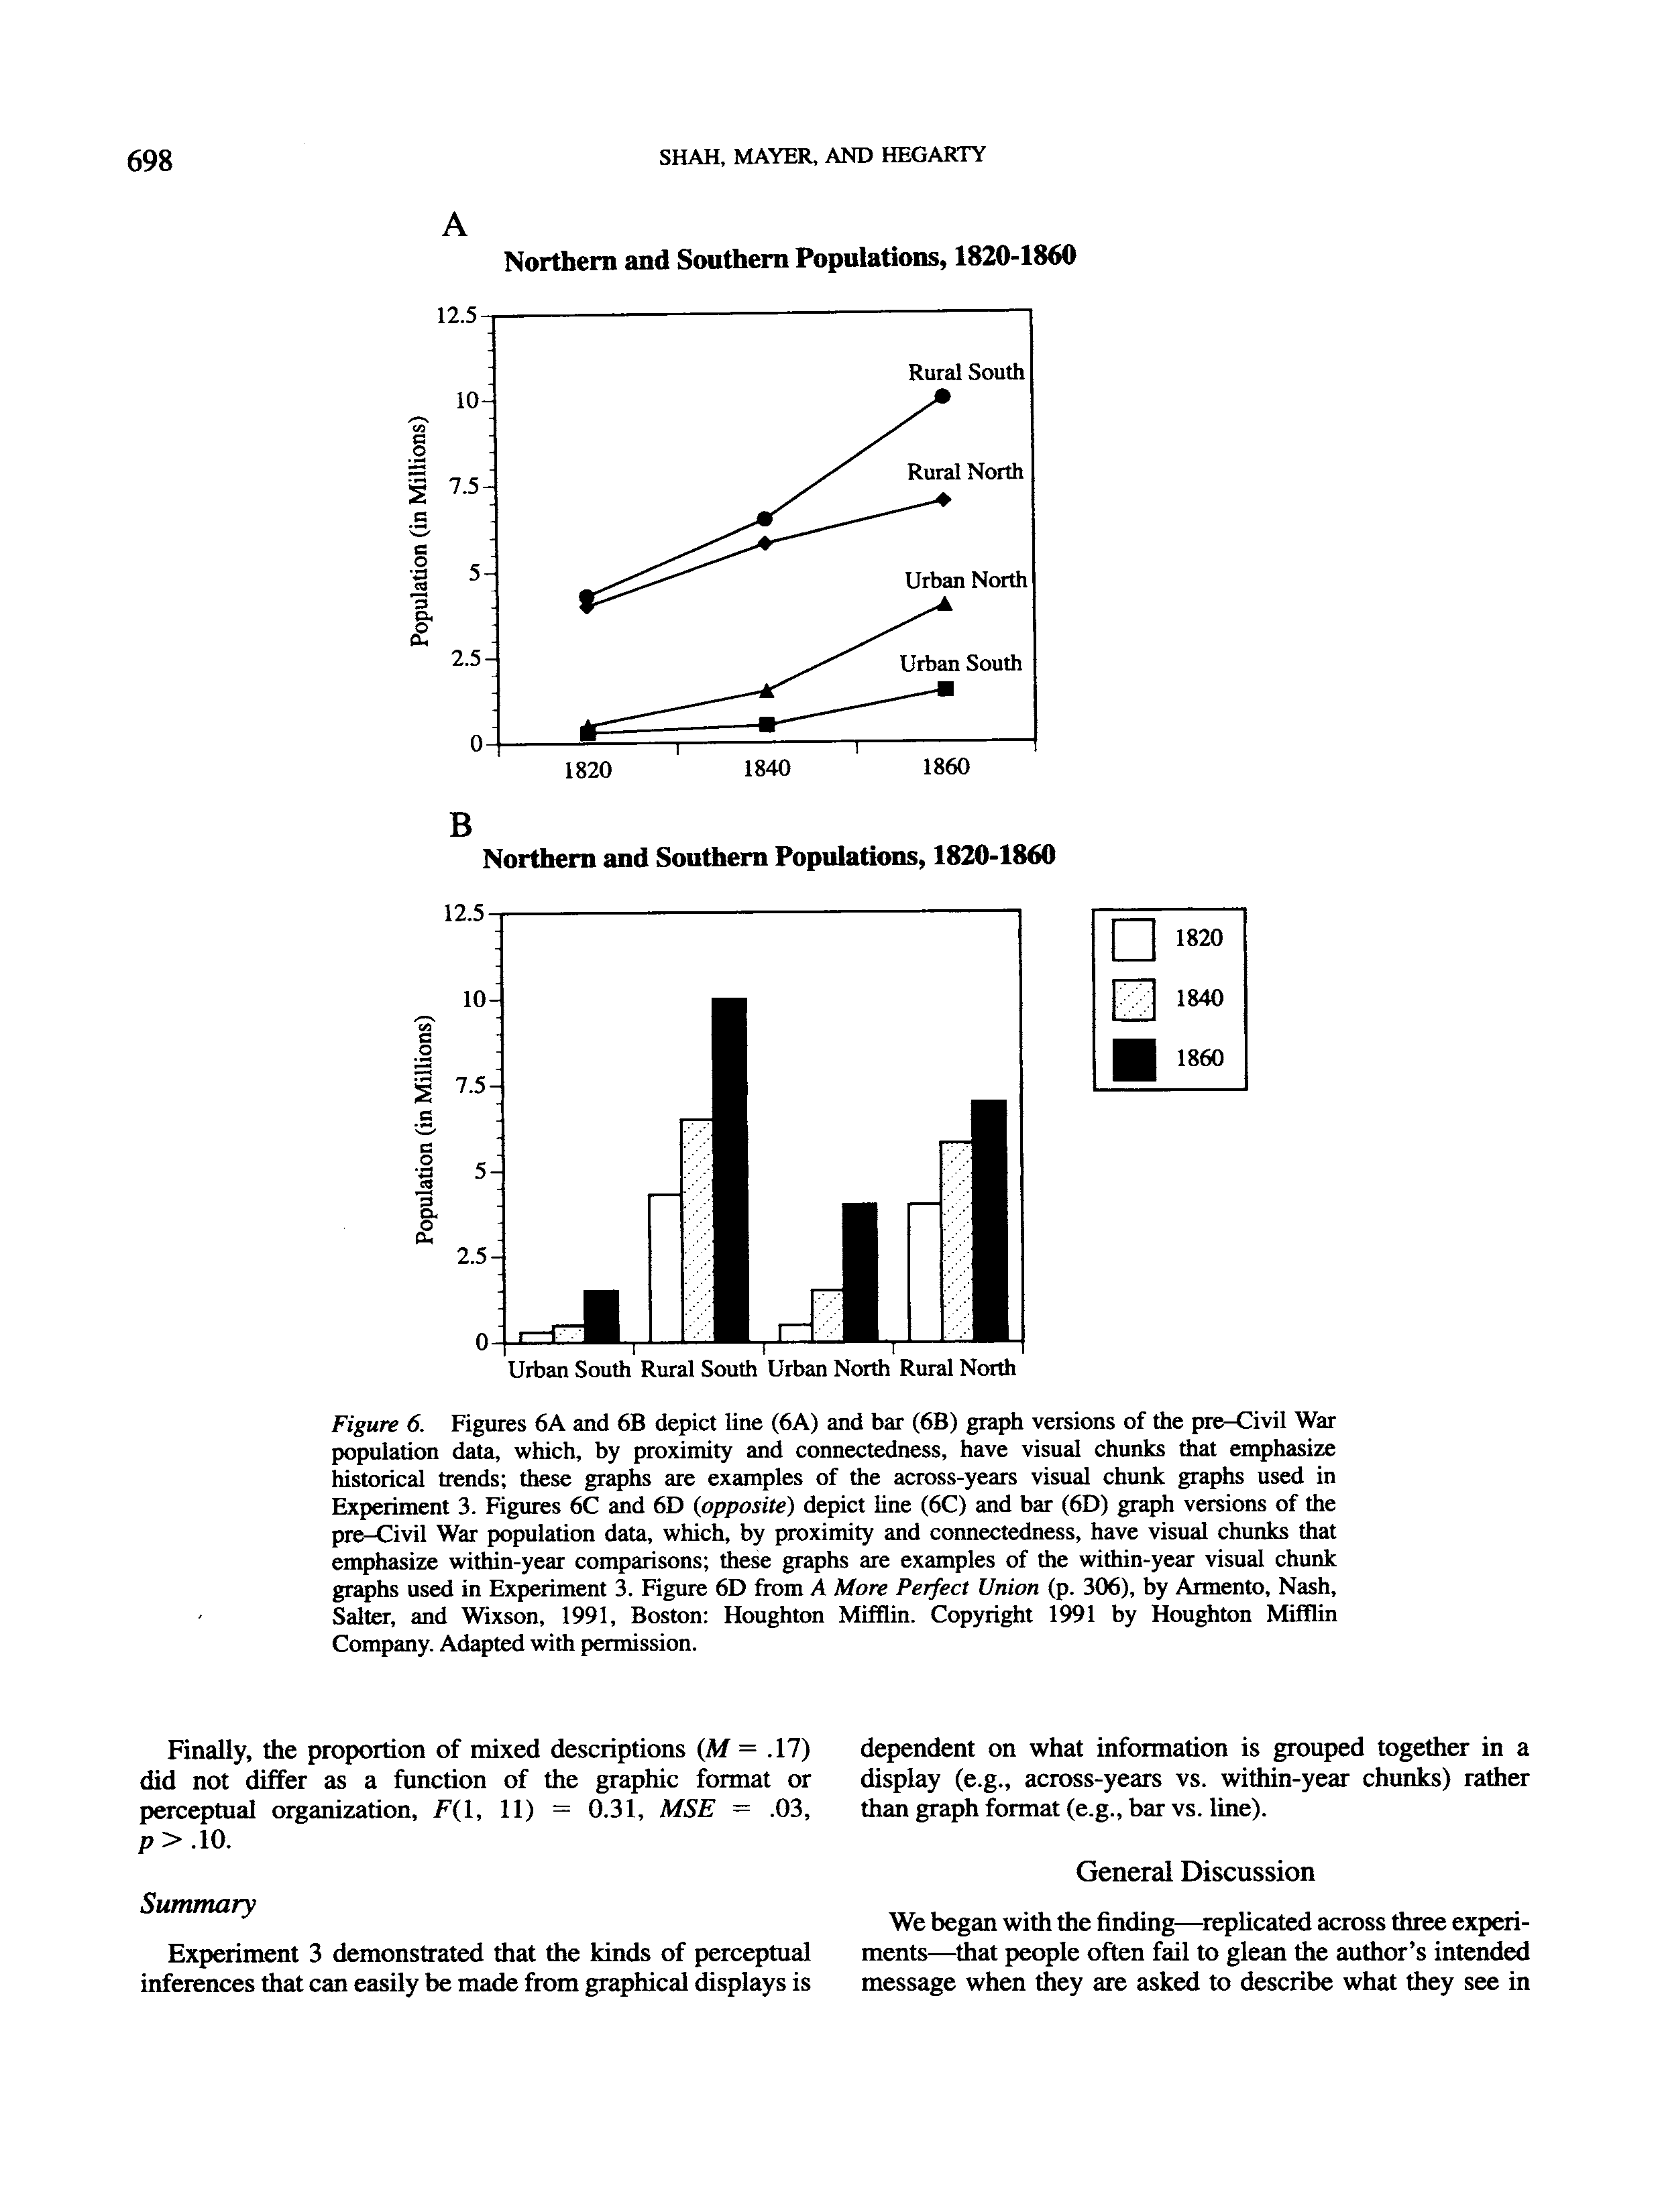 698
SHAH, MAYER, AND HEGARTY
A
Northern and Southern Populations, 1820-1860
12.5
10
7.5
5
2.5
0
Population (in Millions)
Rural South
Rural North
Urban North
Urban South
1820 1840 1860
B
Northern and Southern Populations, 1820-1860
12.5
10
7.5
5
2.5
0
Population (in Millions)
Urban South Rural South Urban North Rural North
1820
1840
1860
Figure 6. Figures 6A and 6B depict line (6A) and bar (6B) graph versions of the pre–Civil War
population data, which, by proximity and connectedness, have visual chunks that emphasize
historical trends; these graphs are examples of the across-years visual chunk graphs used in
Experiment 3. Figures 6C and 6D (opposite) depict line (6C) and bar (6D) graph versions of the
pre–Civil War population data, which, by proximity and connectedness, have visual chunks that
emphasize within-year comparisons; these graphs are examples of the within-year visual chunk
graphs used in Experiment 3. Figure 6D from A More Perfect Union (p. 306), by Armento, Nash,
Salter, and Wixson, 1991, Boston: Houghton Mifflin. Copyright 1991 by Houghton Mifflin
Company. Adapted with permission.
Finally, the proportion of mixed descriptions (M = .17)
did not differ as a function of the graphic format or
perceptual organization, F(1, 11) = 0.31, MSE = .03,
p > .10.
Summary
Experiment 3 demonstrated that the kinds of perceptual
inferences that can easily be made from graphical displays is
dependent on what information is grouped together in a
display (e.g., across-years vs. within-year chunks) rather
than graph format (e.g., bar vs. line).
General Discussion
We began with the finding—replicated across three experi-
ments—that people often fail to glean the author's intended
message when they are asked to describe what they see in